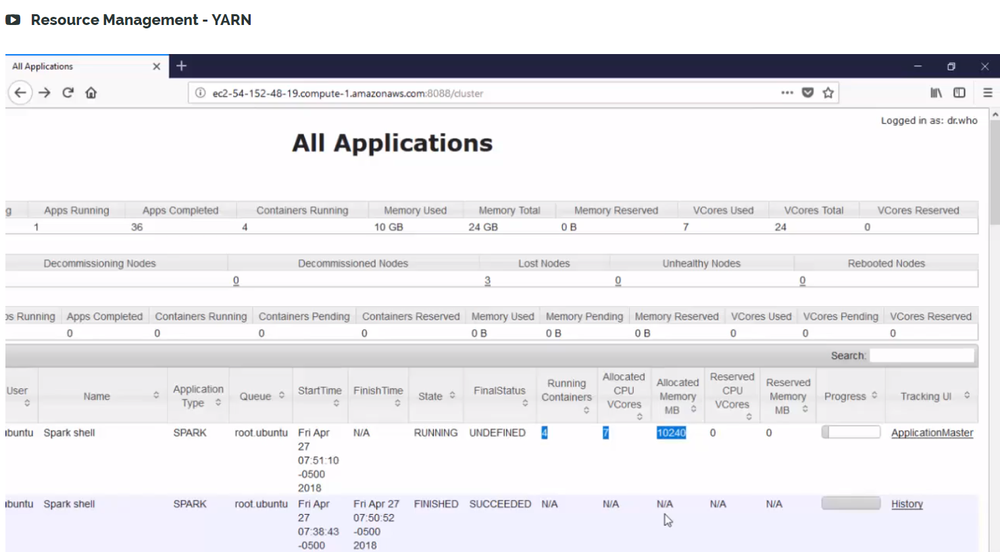 Resource Management - YARN
All Applications
ec2-54-152-48-19.compute-1.amazonaws.com:8088/cluster
Logged in as: dr.who
All Applications
g Apps Running Apps Completed Containers Running Memory Used Memory Total Memory Reserved VCores Used VCores Total VCores Reserved
1 36 4 10 GB 24 GB 0 B 7 24 0
Decommissioning Nodes Decommissioned Nodes Lost Nodes Unhealthy Nodes Rebooted Nodes
0 3 0 0
ps Running Apps Completed Containers Running Containers Pending Containers Reserved Memory Used Memory Pending Memory Reserved VCores Used VCores Pending VCores Reserved
0 0 0 0 0 B 0 B 0 B 0 0 0
Search:
User Name Application Type Queue StartTime FinishTime State FinalStatus Running Containers Allocated CPU VCores Allocated Memory MB Reserved CPU VCores Reserved Memory MB Progress Tracking UI
ubuntu Spark shell SPARK root.ubuntu Fri Apr N/A RUNNING UNDEFINED 4 7 10240 0 0 ApplicationMaster
27
07:51:10
-0500
2018
ubuntu Spark shell SPARK root.ubuntu Fri Apr Fri Apr 27 FINISHED SUCCEEDED N/A N/A N/A N/A N/A History
27 07:50:52
07:38:43 -0500
-0500 2018